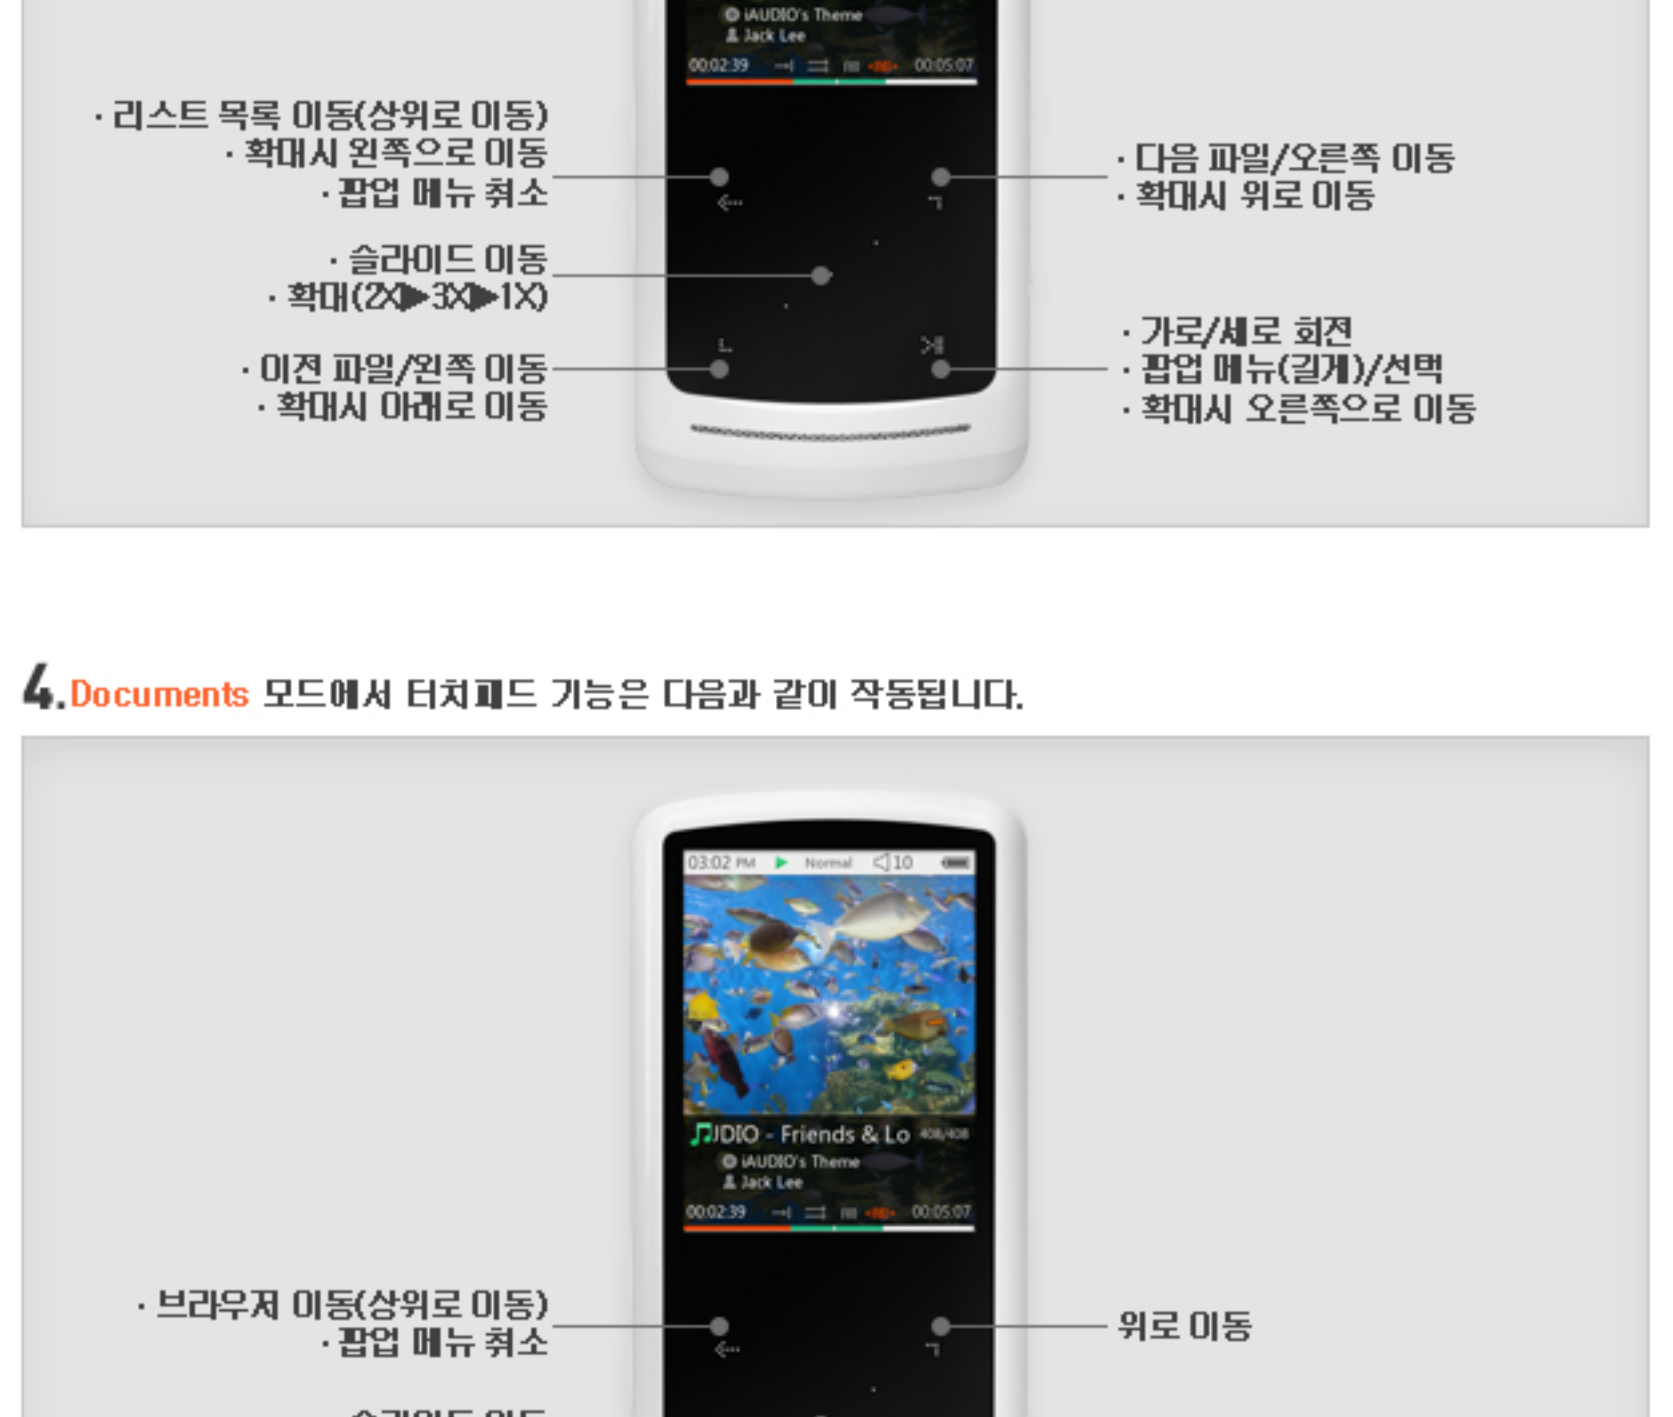 iAUDIO's Theme
Jack Lee
00:02:39
00:05:07
· 리스트 목록 이동(상위로 이동)
· 확대시 왼쪽으로 이동
· 팝업 메뉴 취소
· 다음 파일/오른쪽 이동
· 확대시 위로 이동
· 슬라이드 이동
· 확대(2X▶3X▶1X)
· 이전 파일/왼쪽 이동
· 확대시 아래로 이동
· 가로/세로 회전
· 팝업 메뉴(길게)/선택
· 확대시 오른쪽으로 이동
4. Documents 모드에서 터치패드 기능은 다음과 같이 작동됩니다.
03:02 PM Normal 10
JDIO - Friends & Lo 408/408
iAUDIO's Theme
Jack Lee
00:02:39
00:05:07
· 브라우저 이동(상위로 이동)
· 팝업 메뉴 취소
위로 이동